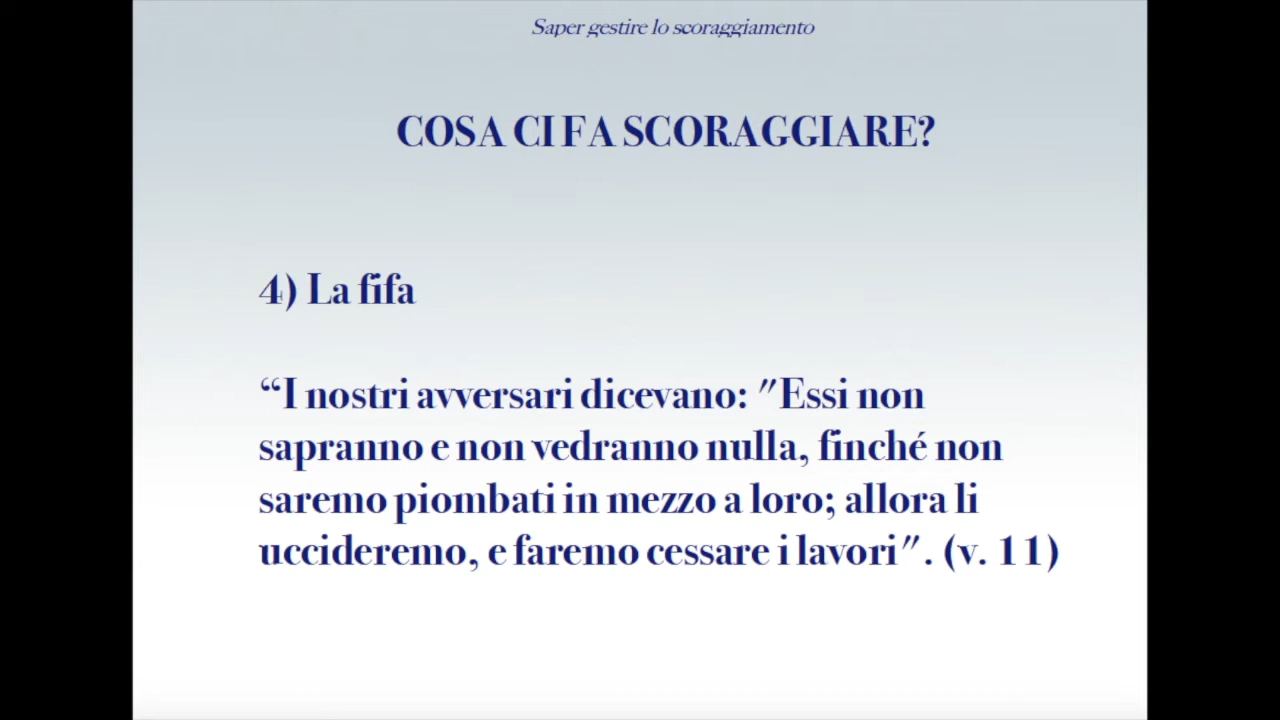 Saper gestire lo scoraggiamento
COSA CI FA SCORAGGIARE?
4) La fifa
“I nostri avversari dicevano: "Essi non
sapranno e non vedranno nulla, finché non
saremo piombati in mezzo a loro; allora li
uccideremo, e faremo cessare i lavori". (v. 11)